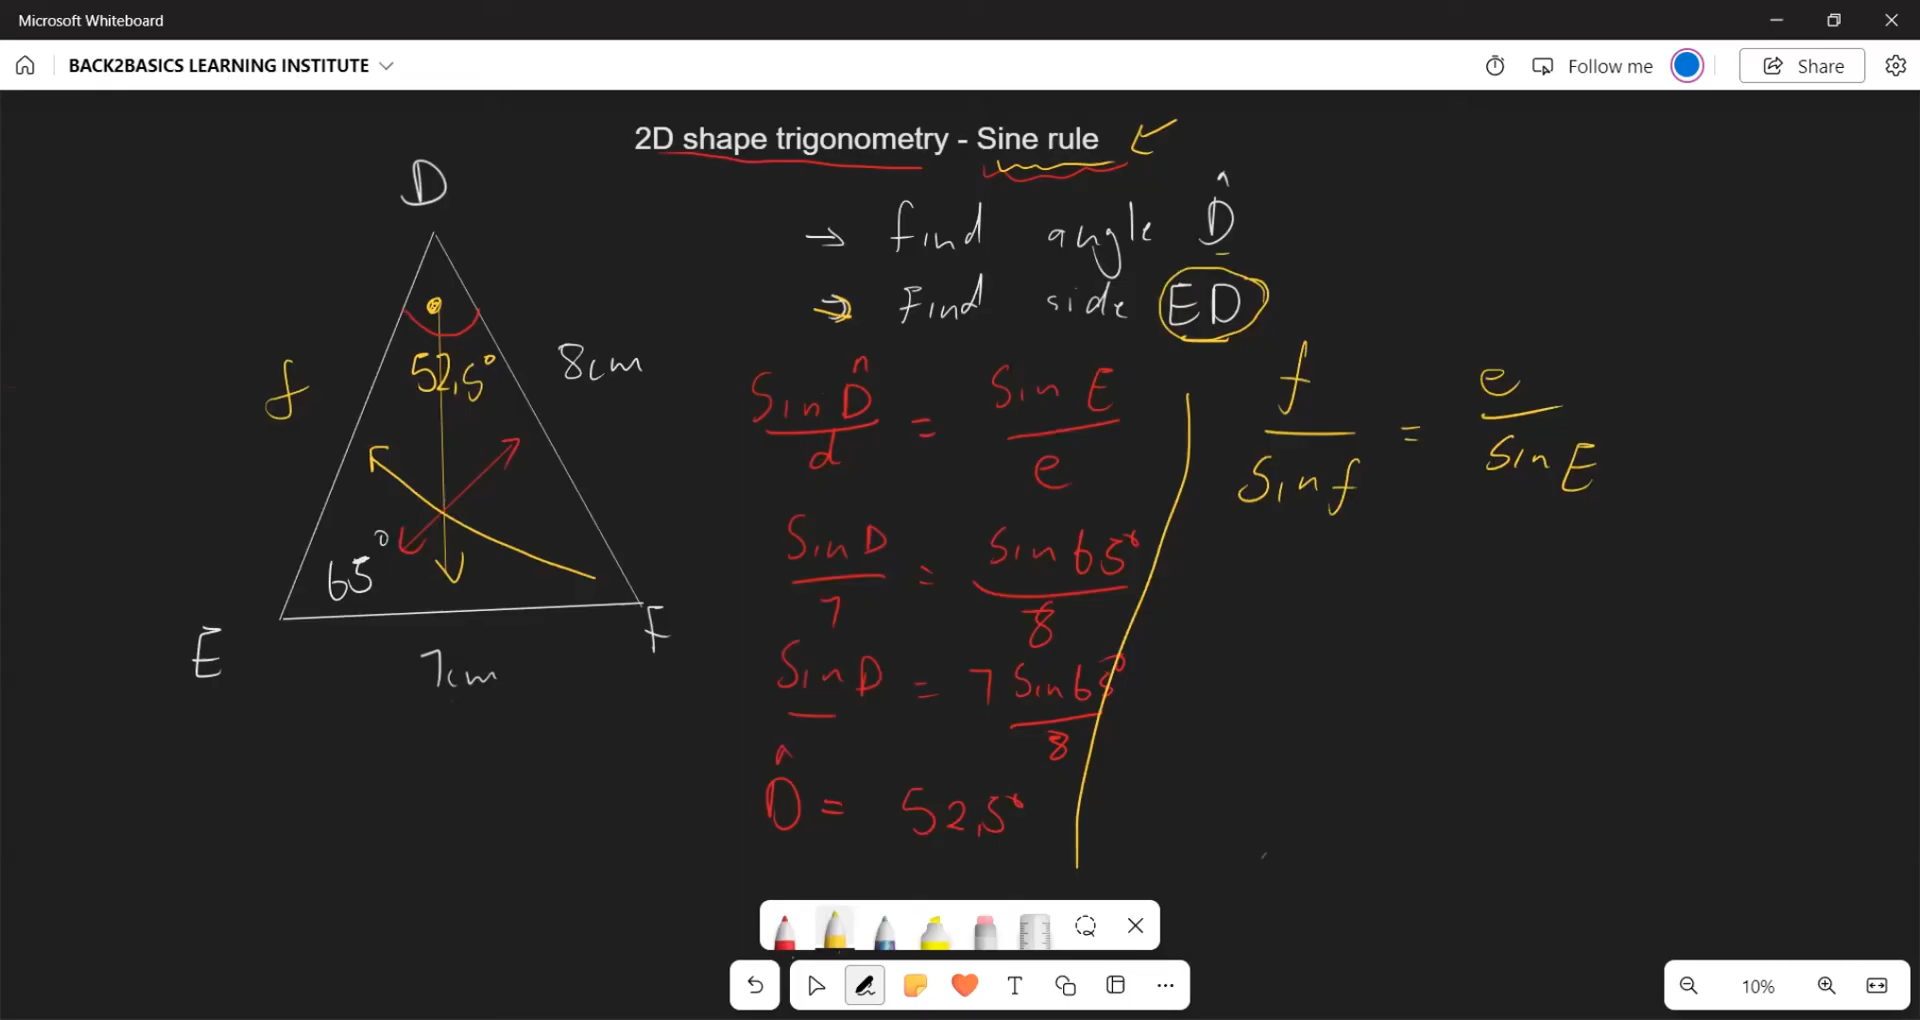 Microsoft Whiteboard
BACK2BASICS LEARNING INSTITUTE
Follow me
Share
2D shape trigonometry - Sine rule
D
→ find angle D̂
→ Find side ED
f
52,5°
8cm
65°
E
F
7cm
Sin D̂ / d = Sin E / e
Sin D / 7 = Sin 65° / 8
Sin D = 7 Sin 65° / 8
D̂ = 52,5°
f / Sin f = e / Sin E
10%